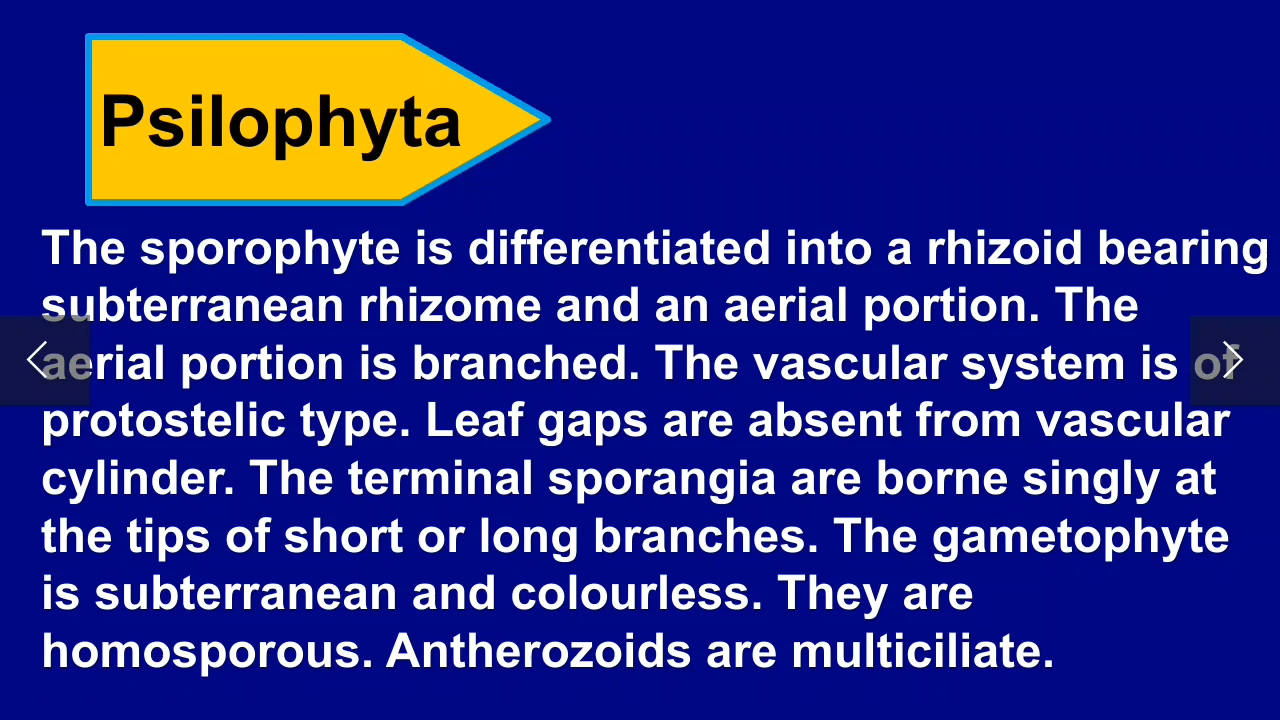 Psilophyta
The sporophyte is differentiated into a rhizoid bearing
subterranean rhizome and an aerial portion. The
aerial portion is branched. The vascular system is of
protostelic type. Leaf gaps are absent from vascular
cylinder. The terminal sporangia are borne singly at
the tips of short or long branches. The gametophyte
is subterranean and colourless. They are
homosporous. Antherozoids are multiciliate.